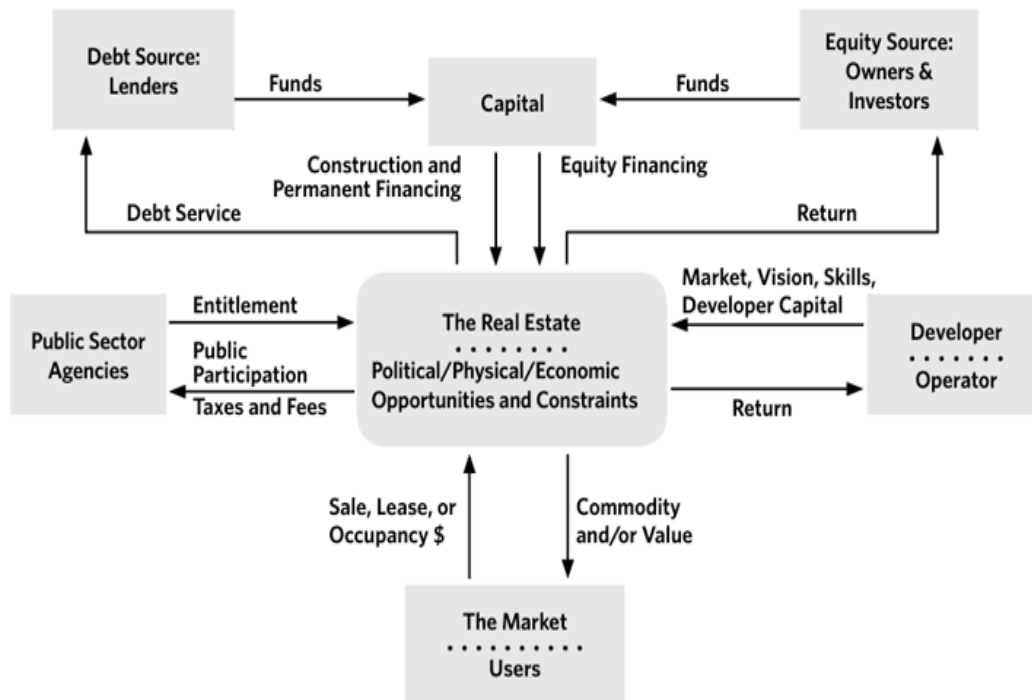 Debt Source:
Lenders
Funds
Capital
Funds
Equity Source:
Owners &
Investors
Construction and
Permanent Financing
Equity Financing
Debt Service
Return
Public Sector
Agencies
Entitlement
Public
Participation
Taxes and Fees
The Real Estate
Political/Physical/Economic
Opportunities and Constraints
Market, Vision, Skills,
Developer Capital
Return
Developer
Operator
Sale, Lease, or
Occupancy $
Commodity
and/or Value
The Market
Users